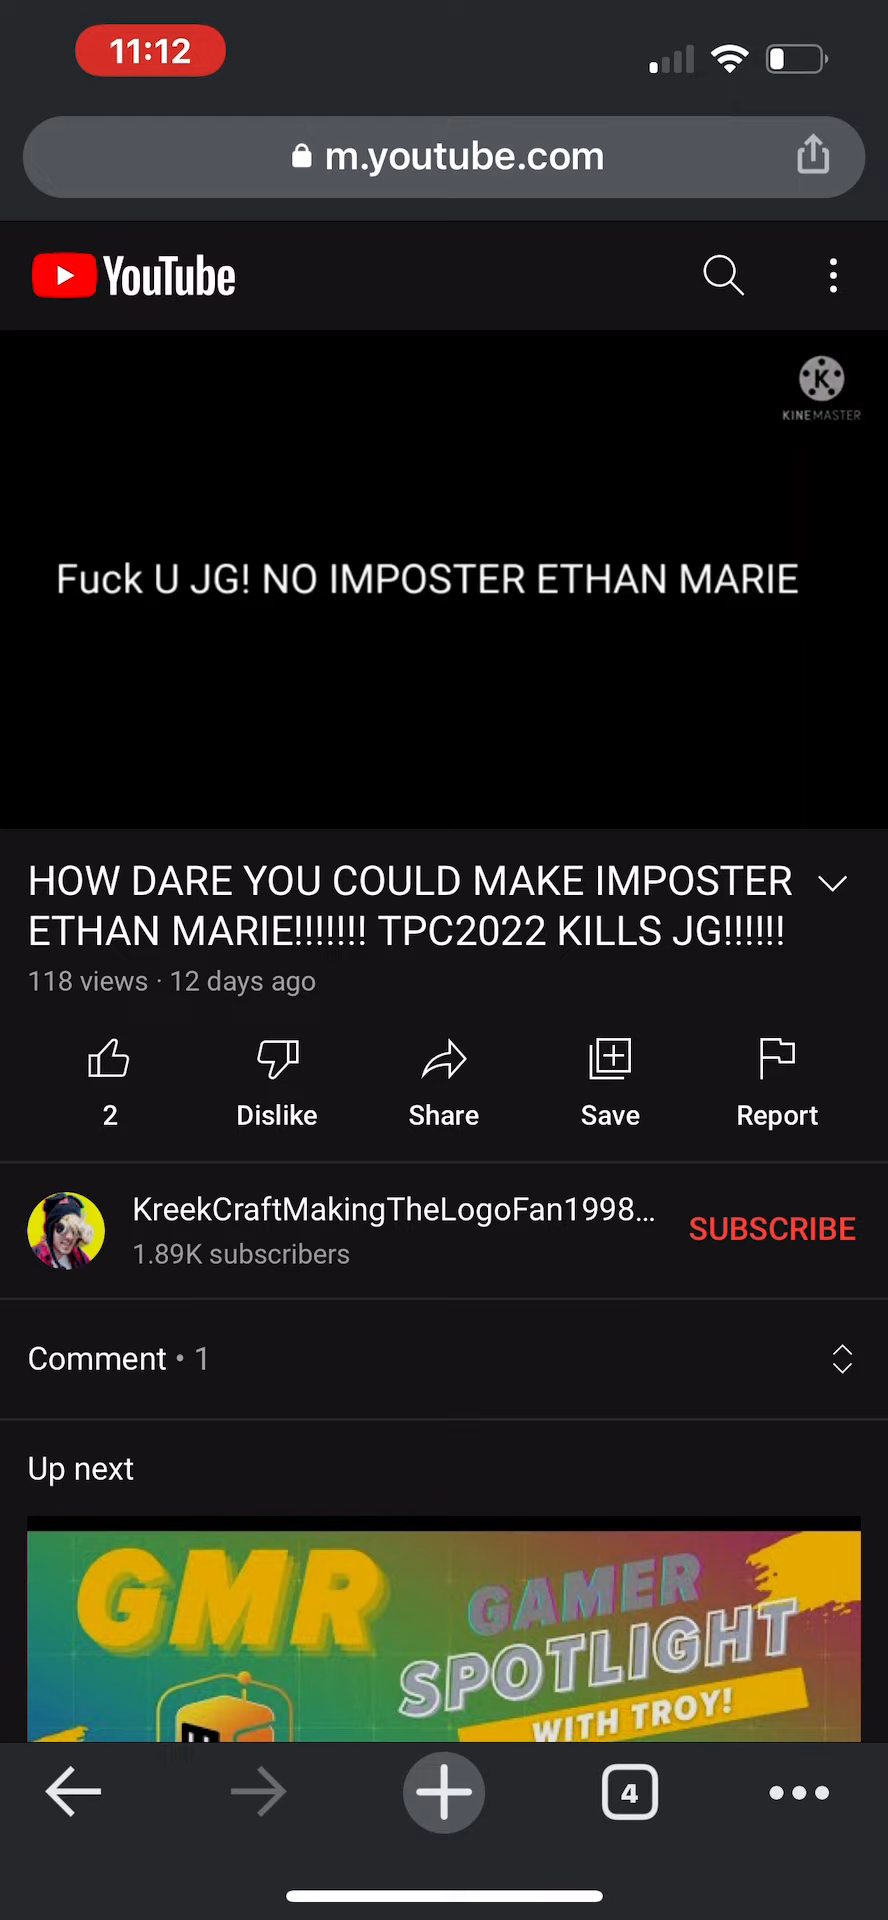 11:12
m.youtube.com
YouTube
K
KINEMASTER
Fuck U JG! NO IMPOSTER ETHAN MARIE
HOW DARE YOU COULD MAKE IMPOSTER
ETHAN MARIE!!!!!!! TPC2022 KILLS JG!!!!!!
118 views · 12 days ago
2 Dislike Share Save Report
KreekCraftMakingTheLogoFan1998...
SUBSCRIBE
1.89K subscribers
Comment • 1
Up next
GMR
GAMER
SPOTLIGHT
WITH TROY!
4